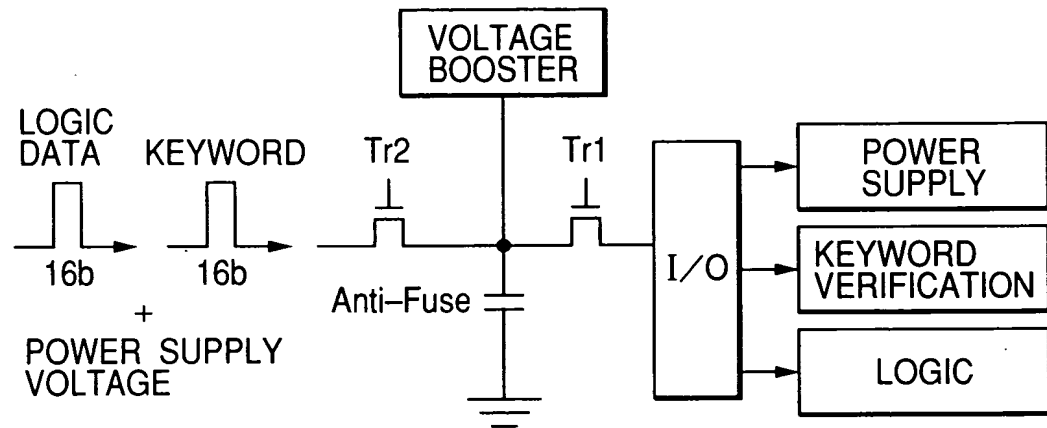 VOLTAGE
BOOSTER
LOGIC
DATA
KEYWORD
Tr2
Tr1
16b
16b
+
POWER SUPPLY
VOLTAGE
Anti–Fuse
I/O
POWER
SUPPLY
KEYWORD
VERIFICATION
LOGIC